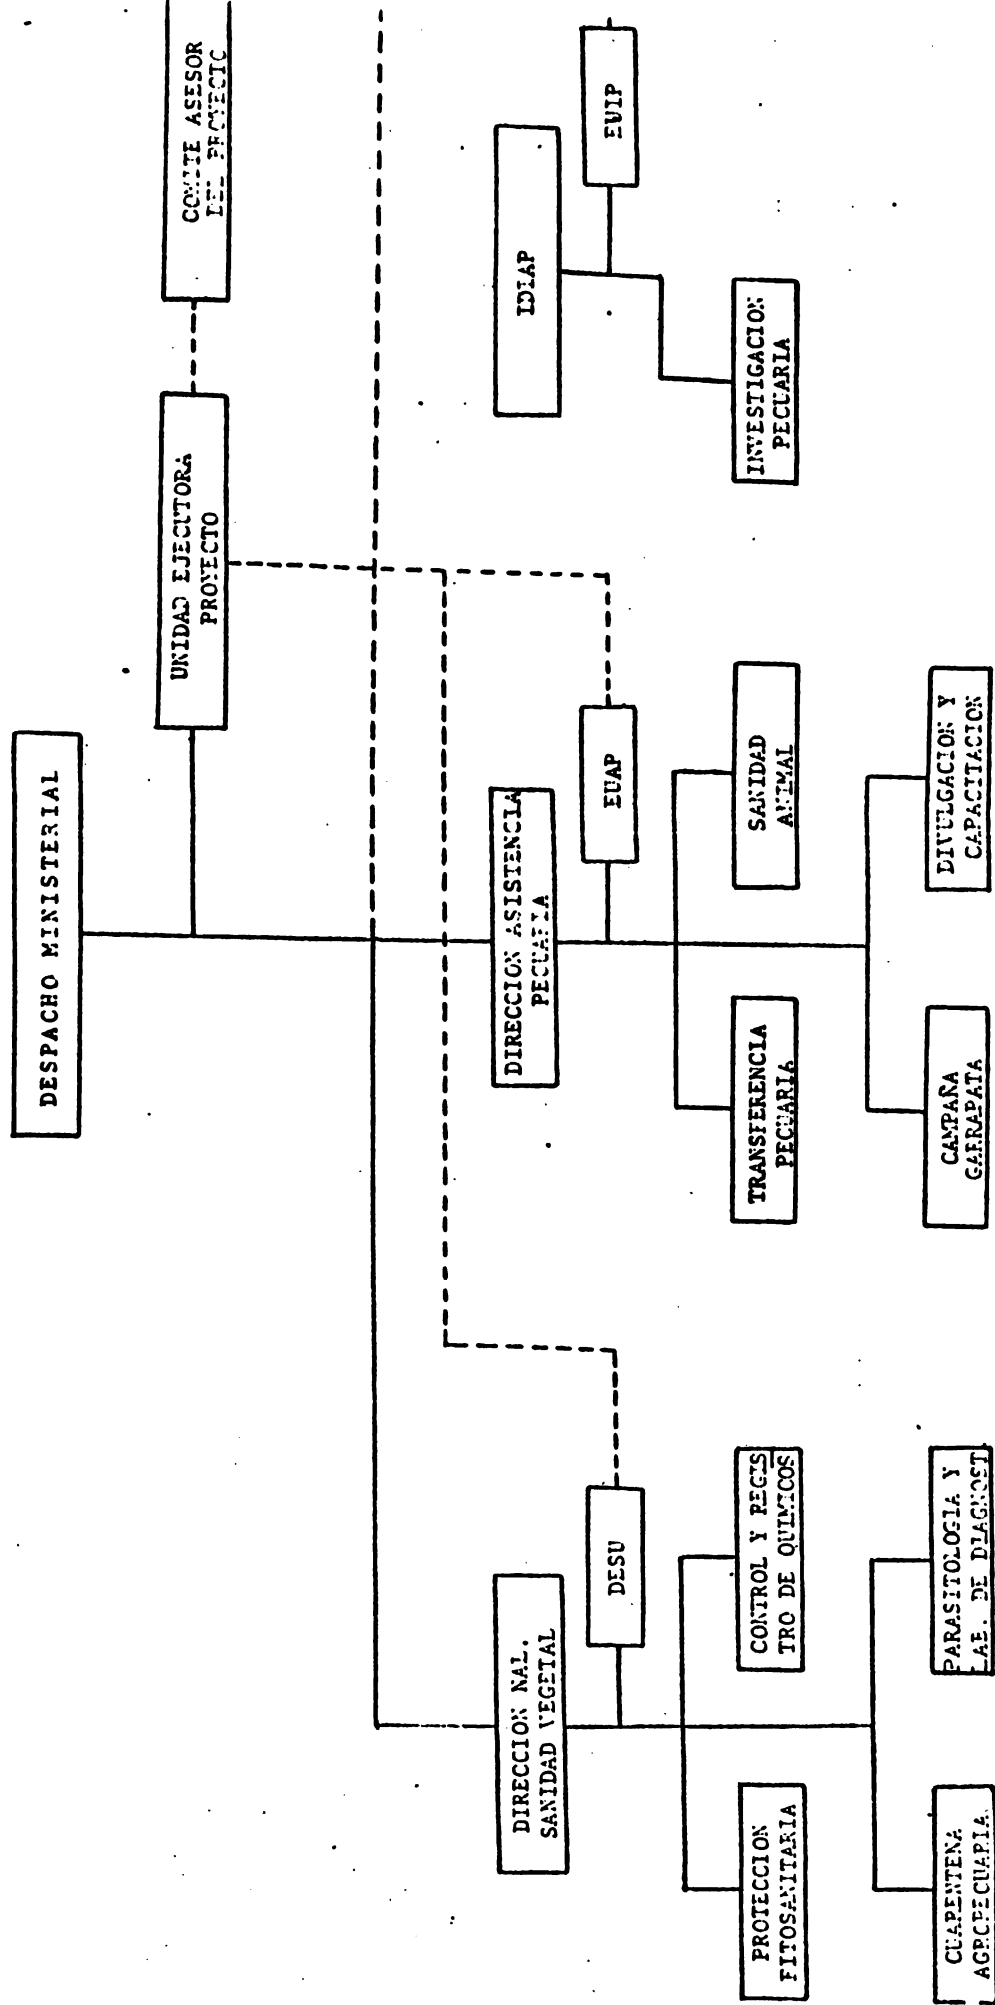 DESPACHO MINISTERIAL
UNIDAD EJECUTORA
PROYECTO
COMITE ASESOR
DEL PROYECTO
DIRECCION NAL.
SANIDAD VEGETAL
DESU
PROTECCION
FITOSANITARIA
CONTROL Y REGIS
TRO DE QUIMICOS
CUARENTENA
AGROPECUARIA
PARASITOLOGIA Y
LAB. DE DIAGNOST
DIRECCION ASISTENCIA
PECUARIA
EUAP
TRANSFERENCIA
PECUARIA
SANIDAD
ANIMAL
CAMPAÑA
GARRAPATA
DIVULGACION Y
CAPACITACION
IDIAP
EUIP
INVESTIGACION
PECUARIA